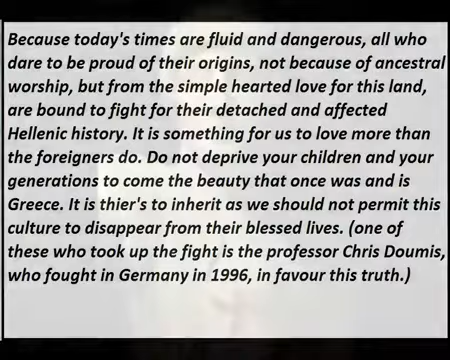 Because today's times are fluid and dangerous, all who
dare to be proud of their origins, not because of ancestral
worship, but from the simple hearted love for this land,
are bound to fight for their detached and affected
Hellenic history. It is something for us to love more than
the foreigners do. Do not deprive your children and your
generations to come the beauty that once was and is
Greece. It is thier's to inherit as we should not permit this
culture to disappear from their blessed lives. (one of
these who took up the fight is the professor Chris Doumis,
who fought in Germany in 1996, in favour this truth.)